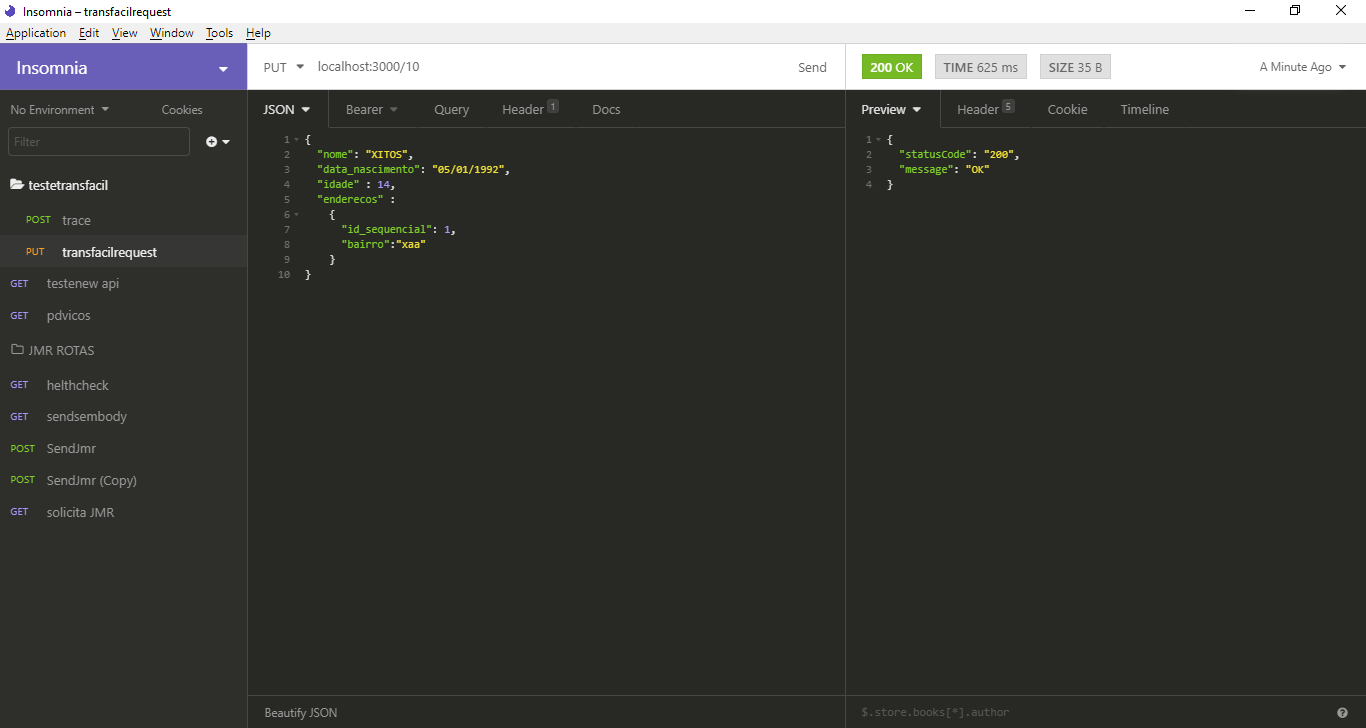 Insomnia – transfacilrequest
Application Edit View Window Tools Help
Insomnia
PUT localhost:3000/10 Send
200 OK TIME 625 ms SIZE 35 B A Minute Ago
No Environment Cookies
Filter
testetransfacil
POST trace
PUT transfacilrequest
GET testenew api
GET pdvicos
JMR ROTAS
GET helthcheck
GET sendsembody
POST SendJmr
POST SendJmr (Copy)
GET solicita JMR
JSON Bearer Query Header 1 Docs
1 {
2 "nome": "XITOS",
3 "data_nascimento": "05/01/1992",
4 "idade" : 14,
5 "enderecos" :
6 {
7 "id_sequencial": 1,
8 "bairro":"xaa"
9 }
10 }
Beautify JSON
Preview Header 5 Cookie Timeline
1 {
2 "statusCode": "200",
3 "message": "OK"
4 }
$.store.books[*].author